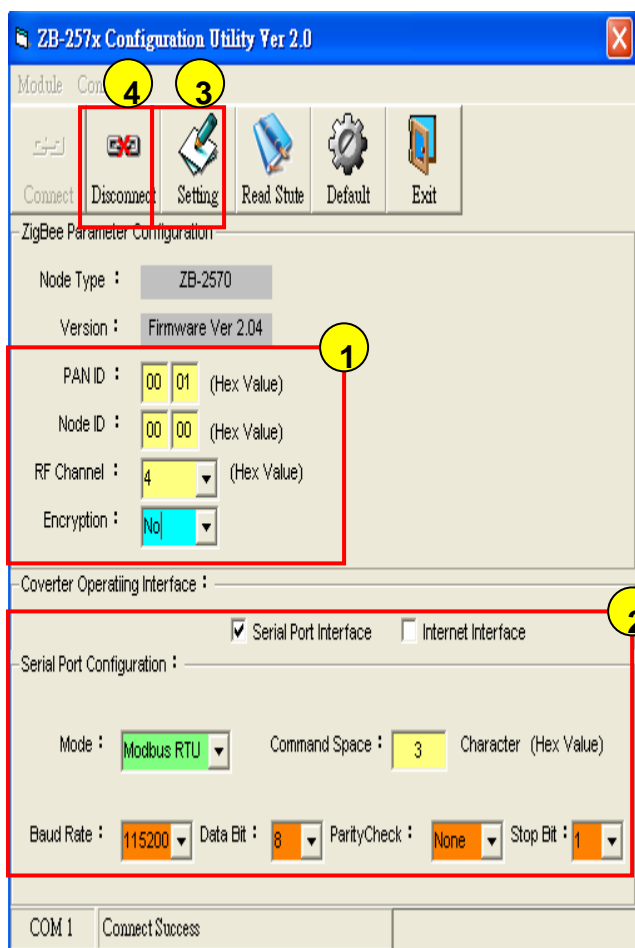 ZB-257x Configuration Utility Ver 2.0
Module Com
4 3
Connect Disconnect Setting Read Stute Default Exit
ZigBee Parameter Configuration
Node Type : ZB-2570
Version : Firmware Ver 2.04
1
PAN ID : 00 01 (Hex Value)
Node ID : 00 00 (Hex Value)
RF Channel : 4 (Hex Value)
Encryption : No
Coverter Operatiing Interface :
2
Serial Port Interface Internet Interface
Serial Port Configuration :
Mode : Modbus RTU Command Space : 3 Character (Hex Value)
Baud Rate : 115200 Data Bit : 8 ParityCheck : None Stop Bit : 1
COM 1 Connect Success